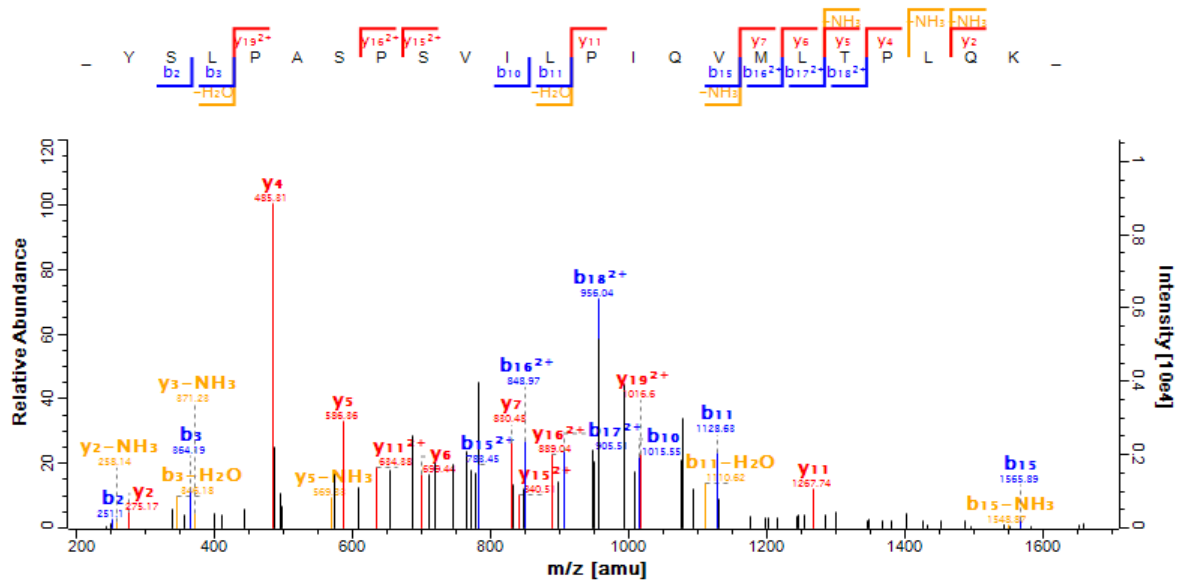 -NH₃ -NH₃ -NH₃
y₁₉²⁺ y₁₆²⁺ y₁₅²⁺ y₁₁ y₇ y₆ y₅ y₄ y₂
_ Y S L P A S P S V I L P I Q V M L T P L Q K _
b₂ b₃ b₁₀ b₁₁ b₁₅ b₁₆²⁺ b₁₇²⁺ b₁₈²⁺
-H₂O -H₂O -NH₃
120
100
80
60
40
20
0
Relative Abundance
1
0.8
0.6
0.4
0.2
0
Intensity [10e4]
y₄
485.31
b₁₈²⁺
956.04
b₁₆²⁺
848.97
y₃-NH₃
371.23
y₁₉²⁺
1016.6
y₅
586.36
y₇
830.45
b₁₁
1128.63
b₃
364.19
y₁₆²⁺
889.04
b₁₇²⁺
905.51
b₁₀
1015.55
y₂-NH₃
258.14
y₁₁²⁺
634.38
y₆
699.44
b₁₅²⁺
783.45
b₃-H₂O
346.18
y₅-NH₃
569.33
y₁₅²⁺
840.51
b₁₁-H₂O
1110.62
y₁₁
1267.74
b₁₅
1565.89
b₂
251.1
y₂
275.17
b₁₅-NH₃
1548.87
200 400 600 800 1000 1200 1400 1600
m/z [amu]